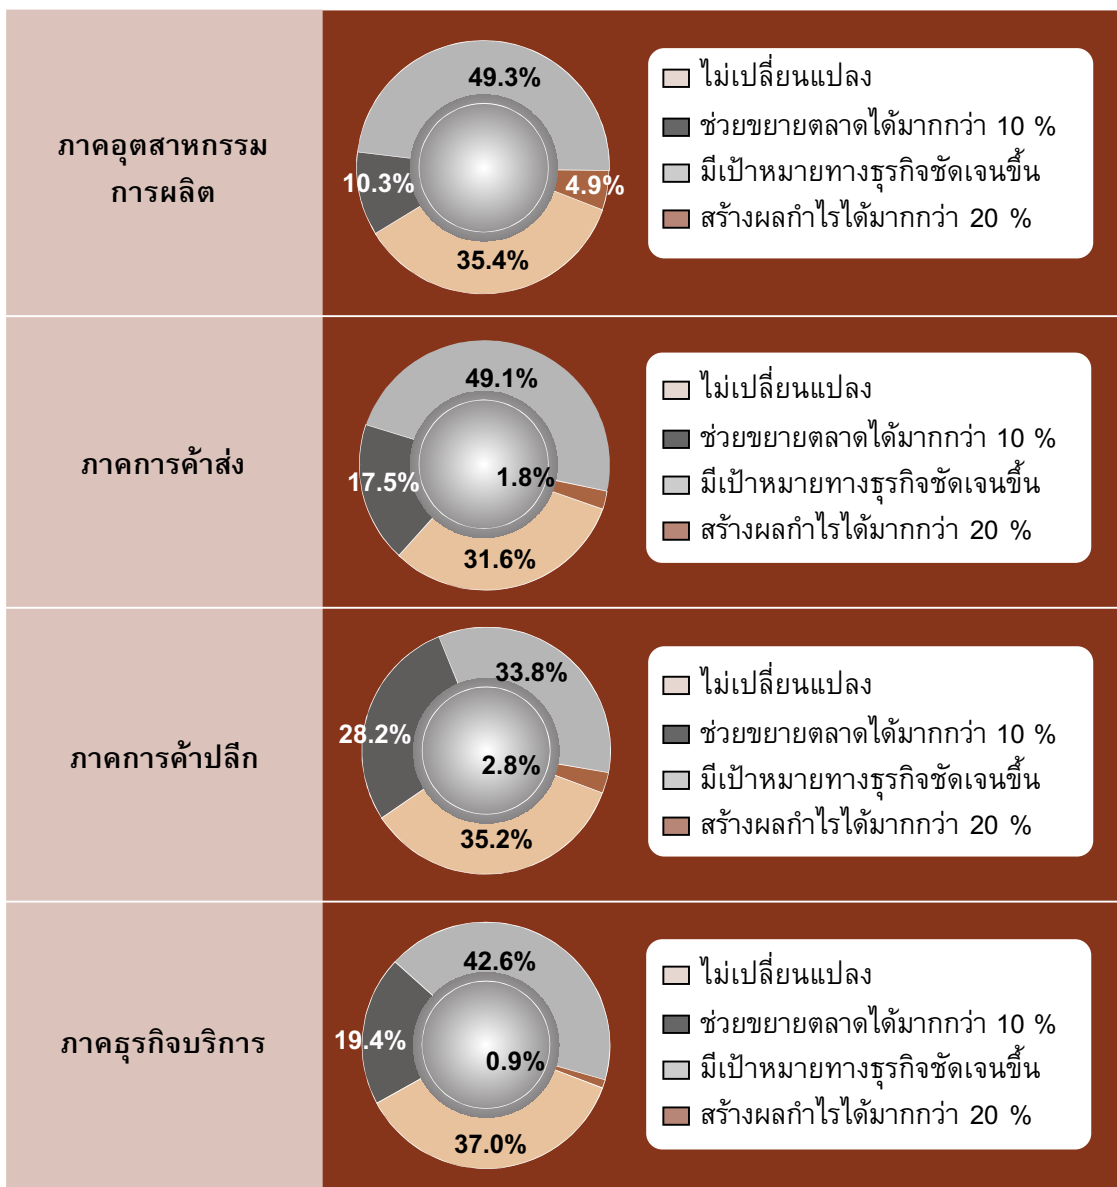 ภาคอุตสาหกรรม
การผลิต
49.3%
10.3%
4.9%
35.4%
ไม่เปลี่ยนแปลง
ช่วยขยายตลาดได้มากกว่า 10 %
มีเป้าหมายทางธุรกิจชัดเจนขึ้น
สร้างผลกำไรได้มากกว่า 20 %
ภาคการค้าส่ง
49.1%
17.5%
1.8%
31.6%
ไม่เปลี่ยนแปลง
ช่วยขยายตลาดได้มากกว่า 10 %
มีเป้าหมายทางธุรกิจชัดเจนขึ้น
สร้างผลกำไรได้มากกว่า 20 %
ภาคการค้าปลีก
33.8%
28.2%
2.8%
35.2%
ไม่เปลี่ยนแปลง
ช่วยขยายตลาดได้มากกว่า 10 %
มีเป้าหมายทางธุรกิจชัดเจนขึ้น
สร้างผลกำไรได้มากกว่า 20 %
ภาคธุรกิจบริการ
42.6%
19.4%
0.9%
37.0%
ไม่เปลี่ยนแปลง
ช่วยขยายตลาดได้มากกว่า 10 %
มีเป้าหมายทางธุรกิจชัดเจนขึ้น
สร้างผลกำไรได้มากกว่า 20 %